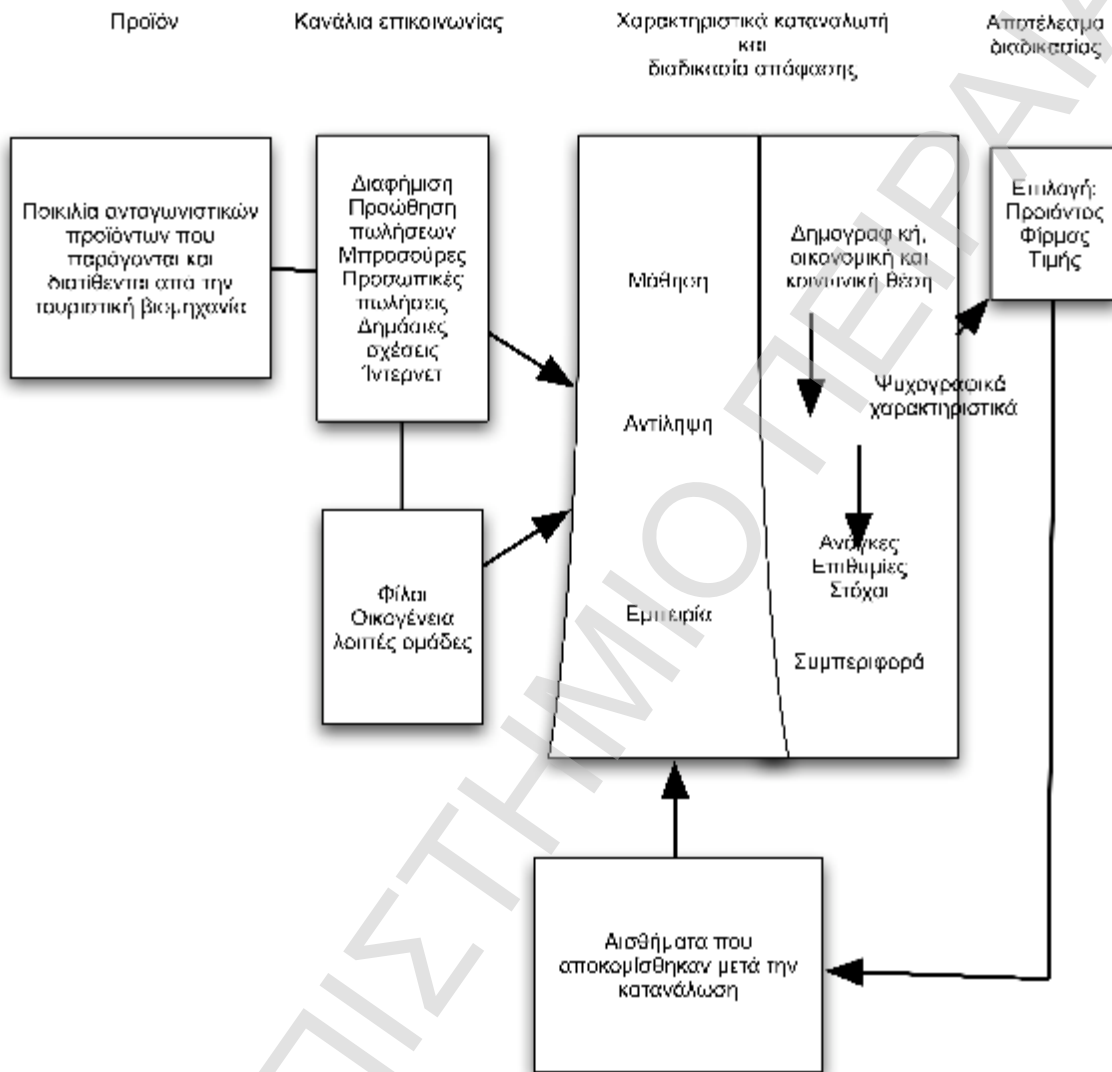 Προϊόν
Κανάλια επικοινωνίας
Χαρακτηριστικά καταναλωτή
και
διαδικασία απόφασης
Αποτέλεσμα
διαδικασίας
Ποικιλία ανταγωνιστικών
προϊόντων που
παράγονται και
διατίθενται από την
τουριστική βιομηχανία
Διαφήμιση
Προώθηση
πωλήσεων
Μπροσούρες
Προσωπικές
πωλήσεις
Δημόσιες
σχέσεις
Ίντερνετ
Φίλοι
Οικογένεια
λοιπές ομάδες
Μάθηση
Αντίληψη
Εμπειρία
Δημογραφική,
οικονομική και
κοινωνική θέση
Ψυχογραφικά
χαρακτηριστικά
Ανάγκες
Επιθυμίες
Στόχοι
Συμπεριφορά
Επιλογή:
Προιόντος
Φίρμας
Τιμής
Αισθήματα που
αποκομίσθηκαν μετά την
κατανάλωση
ΠΙΣΤΗΜΙΟ ΠΕΙΡΑΙΑ